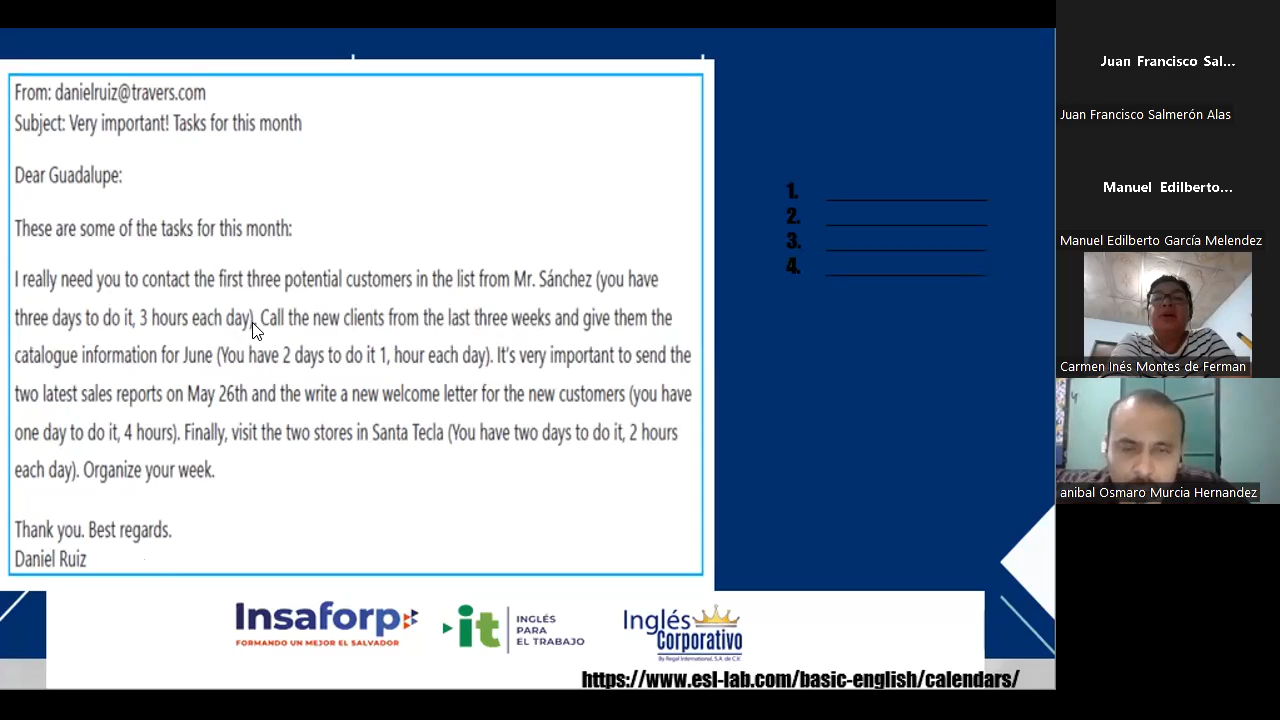 From: danielruiz@travers.com
Subject: Very important! Tasks for this month
Dear Guadalupe:
These are some of the tasks for this month:
I really need you to contact the first three potential customers in the list from Mr. Sánchez (you have
three days to do it, 3 hours each day). Call the new clients from the last three weeks and give them the
catalogue information for June (You have 2 days to do it 1, hour each day). It's very important to send the
two latest sales reports on May 26th and the write a new welcome letter for the new customers (you have
one day to do it, 4 hours). Finally, visit the two stores in Santa Tecla (You have two days to do it, 2 hours
each day). Organize your week.
Thank you. Best regards.
Daniel Ruiz
1.
2.
3.
4.
Insaforp
FORMANDO UN MEJOR EL SALVADOR
it
INGLÉS
PARA
EL TRABAJO
Inglés
Corporativo
By Regal International, S.A. de C.V.
https://www.esl-lab.com/basic-english/calendars/
Juan Francisco Sal...
Juan Francisco Salmerón Alas
Manuel Edilberto...
Manuel Edilberto García Melendez
Carmen Inés Montes de Ferman
anibal Osmaro Murcia Hernandez